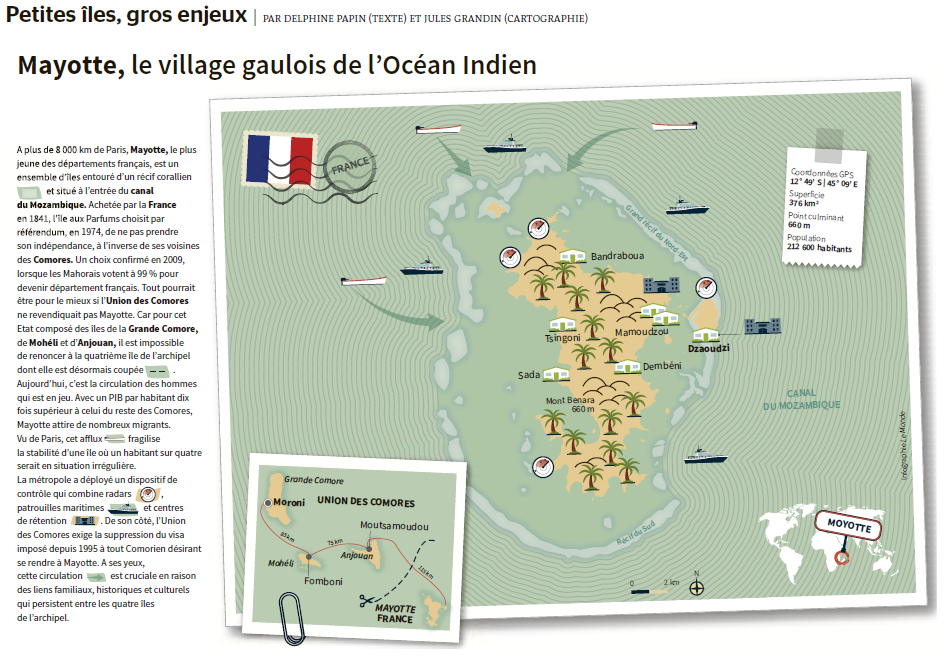 Petites îles, gros enjeux | PAR DELPHINE PAPIN (TEXTE) ET JULES GRANDIN (CARTOGRAPHIE)
Mayotte, le village gaulois de l’Océan Indien
A plus de 8 000 km de Paris, Mayotte, le plus
jeune des départements français, est un
ensemble d’îles entouré d’un récif corallien
et situé à l’entrée du canal
du Mozambique. Achetée par la France
en 1841, l’île aux Parfums choisit par
référendum, en 1974, de ne pas prendre
son indépendance, à l’inverse de ses voisines
des Comores. Un choix confirmé en 2009,
lorsque les Mahorais votent à 99 % pour
devenir département français. Tout pourrait
être pour le mieux si l’Union des Comores
ne revendiquait pas Mayotte. Car pour cet
Etat composé des îles de la Grande Comore,
de Mohéli et d’Anjouan, il est impossible
de renoncer à la quatrième île de l’archipel
dont elle est désormais coupée .
Aujourd’hui, c’est la circulation des hommes
qui est en jeu. Avec un PIB par habitant dix
fois supérieur à celui du reste des Comores,
Mayotte attire de nombreux migrants.
Vu de Paris, cet afflux fragilise
la stabilité d’une île où un habitant sur quatre
serait en situation irrégulière.
La métropole a déployé un dispositif de
contrôle qui combine radars ,
patrouilles maritimes et centres
de rétention . De son côté, l’Union
des Comores exige la suppression du visa
imposé depuis 1995 à tout Comorien désirant
se rendre à Mayotte. A ses yeux,
cette circulation est cruciale en raison
des liens familiaux, historiques et culturels
qui persistent entre les quatre îles
de l’archipel.
FRANCE
Coordonnées GPS
12° 49’ S | 45° 09’ E
Superficie
376 km²
Point culminant
660 m
Population
212 600 habitants
Grand récif du Nord-Est
Bandraboua
Tsingoni
Mamoudzou
Dzaoudzi
Sada
Dembéni
Mont Benara
660 m
CANAL
DU MOZAMBIQUE
Récif du Sud
Infographie Le Monde
MAYOTTE
0 2 km
N
Grande Comore
Moroni
UNION DES COMORES
Moutsamoudou
85 km
75 km
Anjouan
Mohéli
Fomboni
115 km
MAYOTTE
FRANCE